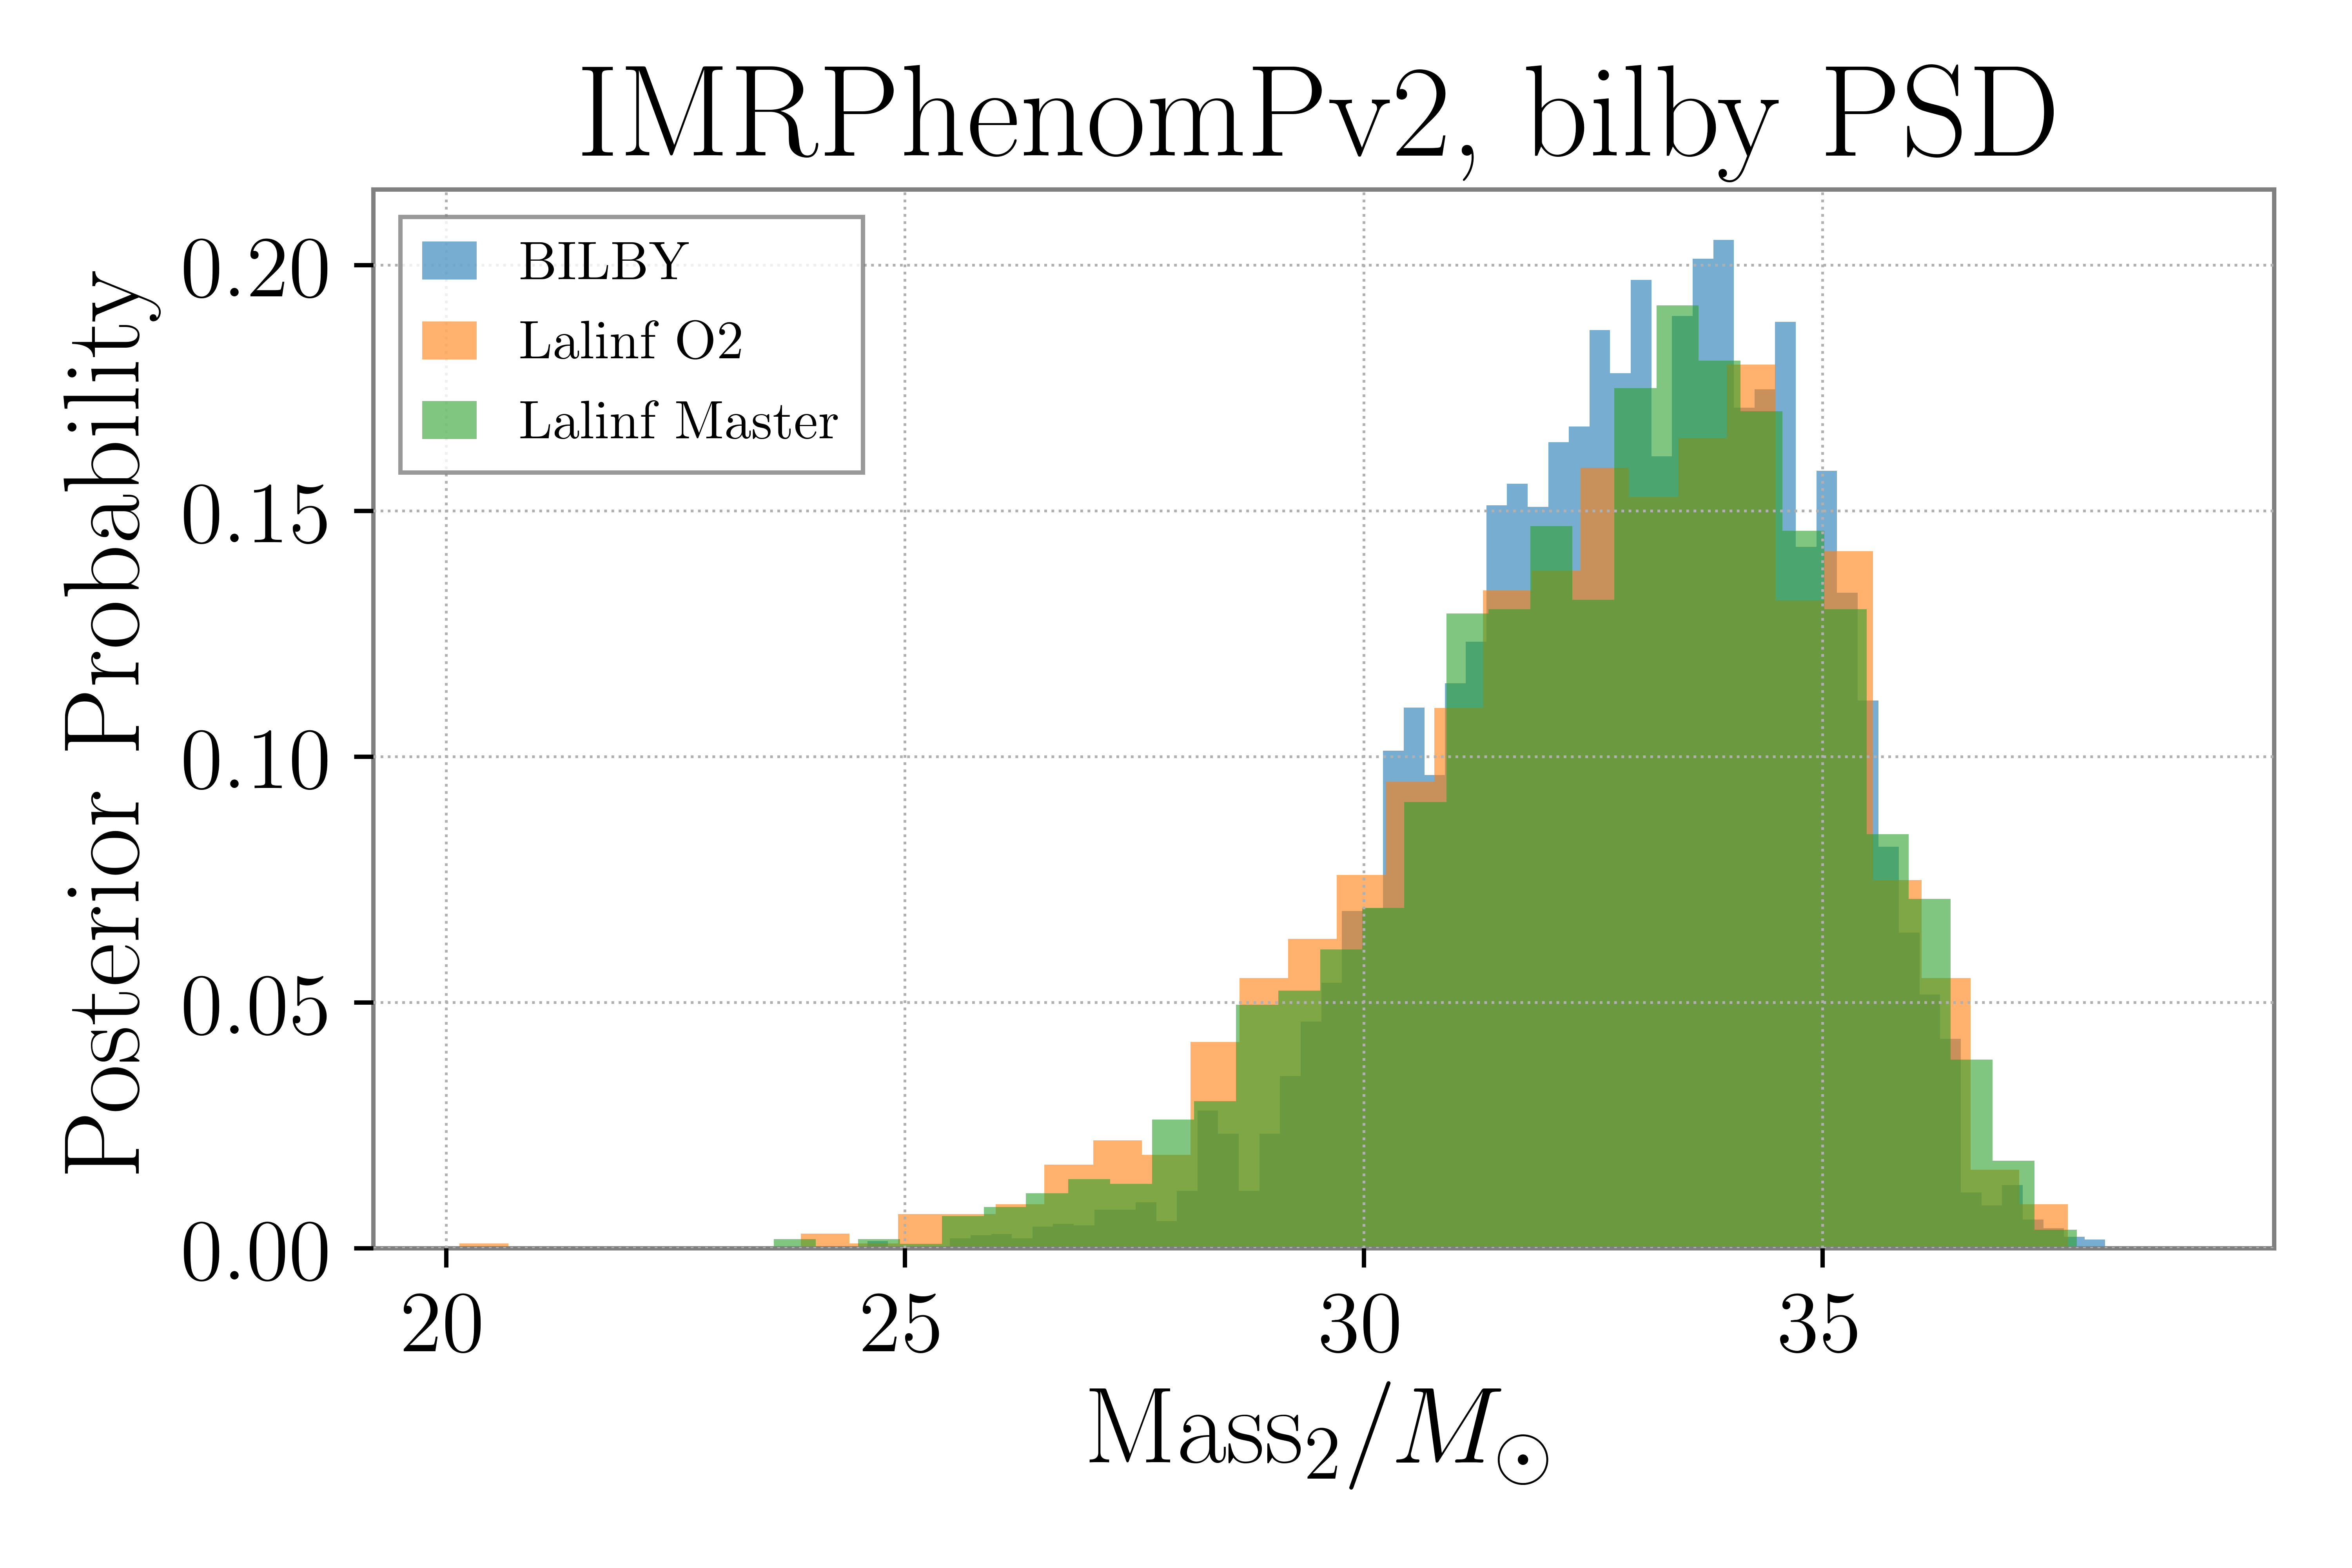 IMRPhenomPv2, bilby PSD
BILBY
Lalinf O2
Lalinf Master
Posterior Probability
0.20
0.15
0.10
0.05
0.00
20 25 30 35
Mass₂/M⊙